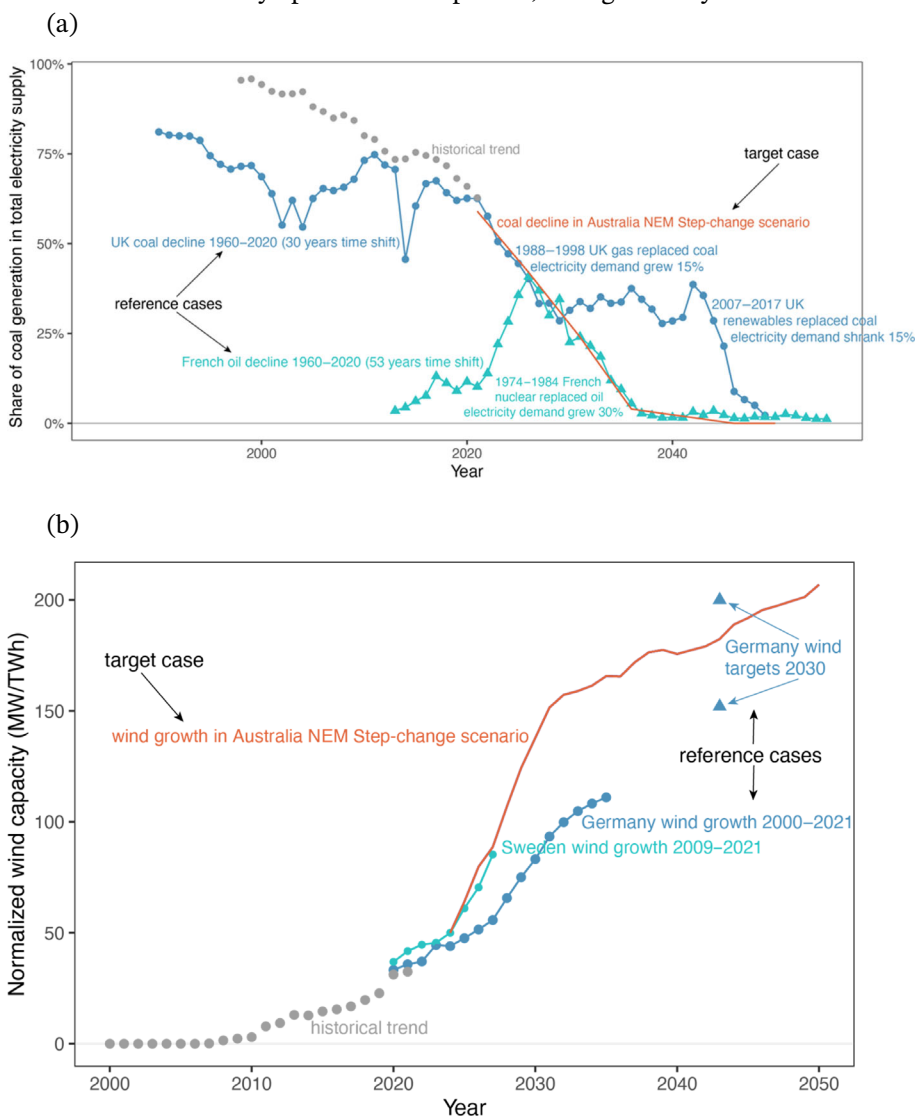 (a)
100%
75%
50%
25%
0%
Share of coal generation in total electricity supply
historical trend
target case
coal decline in Australia NEM Step-change scenario
UK coal decline 1960–2020 (30 years time shift)
1988–1998 UK gas replaced coal
electricity demand grew 15%
reference cases
2007–2017 UK
renewables replaced coal
electricity demand shrank 15%
French oil decline 1960–2020 (53 years time shift)
1974–1984 French
nuclear replaced oil
electricity demand grew 30%
2000
2020
2040
Year
(b)
200
150
100
50
0
Normalized wind capacity (MW/TWh)
target case
Germany wind
targets 2030
wind growth in Australia NEM Step-change scenario
reference cases
Germany wind growth 2000–2021
Sweden wind growth 2009–2021
historical trend
2000
2010
2020
2030
2040
2050
Year